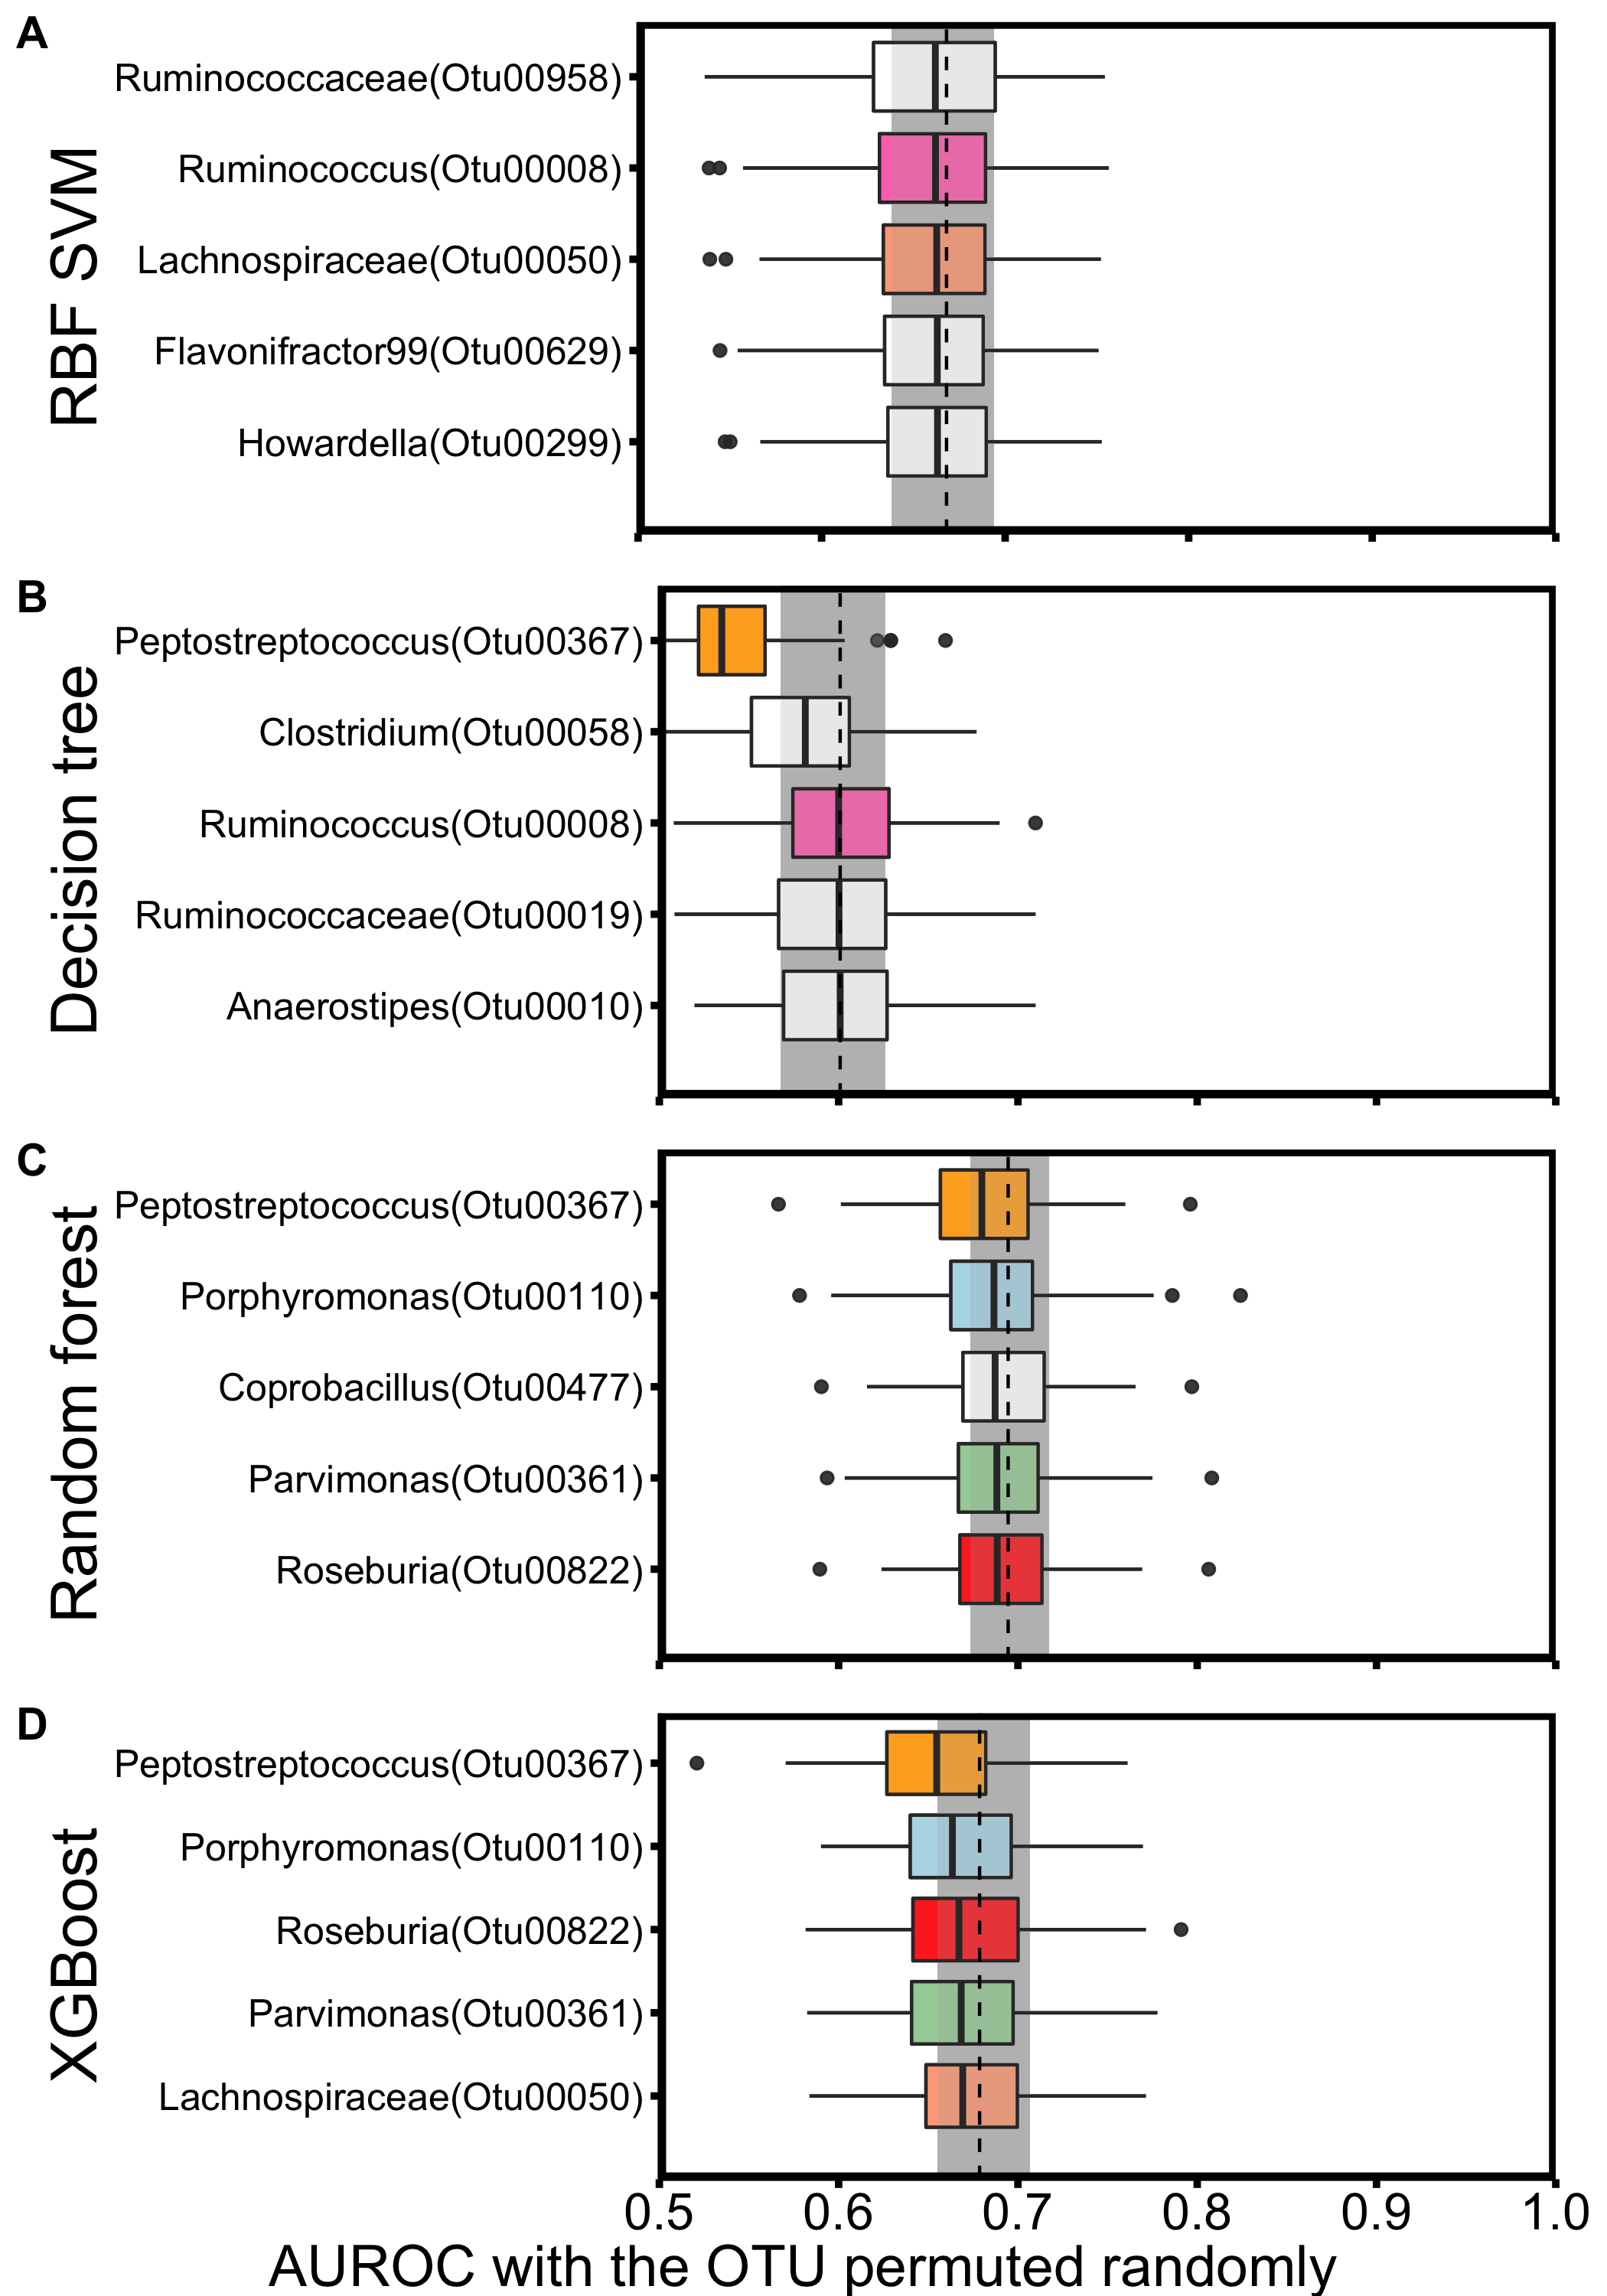 A
RBF SVM
Ruminococcaceae(Otu00958)
Ruminococcus(Otu00008)
Lachnospiraceae(Otu00050)
Flavonifractor99(Otu00629)
Howardella(Otu00299)
B
Decision tree
Peptostreptococcus(Otu00367)
Clostridium(Otu00058)
Ruminococcus(Otu00008)
Ruminococcaceae(Otu00019)
Anaerostipes(Otu00010)
C
Random forest
Peptostreptococcus(Otu00367)
Porphyromonas(Otu00110)
Coprobacillus(Otu00477)
Parvimonas(Otu00361)
Roseburia(Otu00822)
D
XGBoost
Peptostreptococcus(Otu00367)
Porphyromonas(Otu00110)
Roseburia(Otu00822)
Parvimonas(Otu00361)
Lachnospiraceae(Otu00050)
0.5 0.6 0.7 0.8 0.9 1.0
AUROC with the OTU permuted randomly